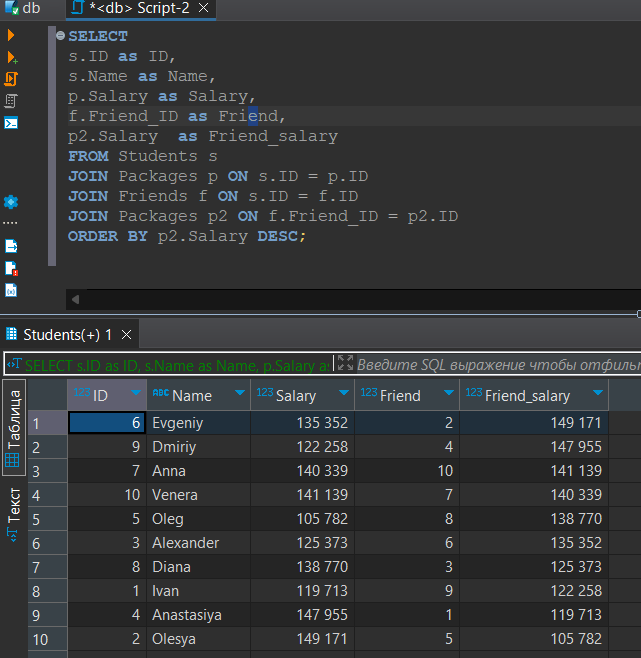 db
*<db> Script-2
SELECT
s.ID as ID,
s.Name as Name,
p.Salary as Salary,
f.Friend_ID as Friend,
p2.Salary  as Friend_salary
FROM Students s
JOIN Packages p ON s.ID = p.ID
JOIN Friends f ON s.ID = f.ID
JOIN Packages p2 ON f.Friend_ID = p2.ID
ORDER BY p2.Salary DESC;
Students(+) 1
SELECT s.ID as ID, s.Name as Name, p.Salary as Введите SQL выражение чтобы отфильт
Таблица
Текст
123 ID ABC Name 123 Salary 123 Friend 123 Friend_salary
1 6 Evgeniy 135 352 2 149 171
2 9 Dmiriy 122 258 4 147 955
3 7 Anna 140 339 10 141 139
4 10 Venera 141 139 7 140 339
5 5 Oleg 105 782 8 138 770
6 3 Alexander 125 373 6 135 352
7 8 Diana 138 770 3 125 373
8 1 Ivan 119 713 9 122 258
9 4 Anastasiya 147 955 1 119 713
10 2 Olesya 149 171 5 105 782